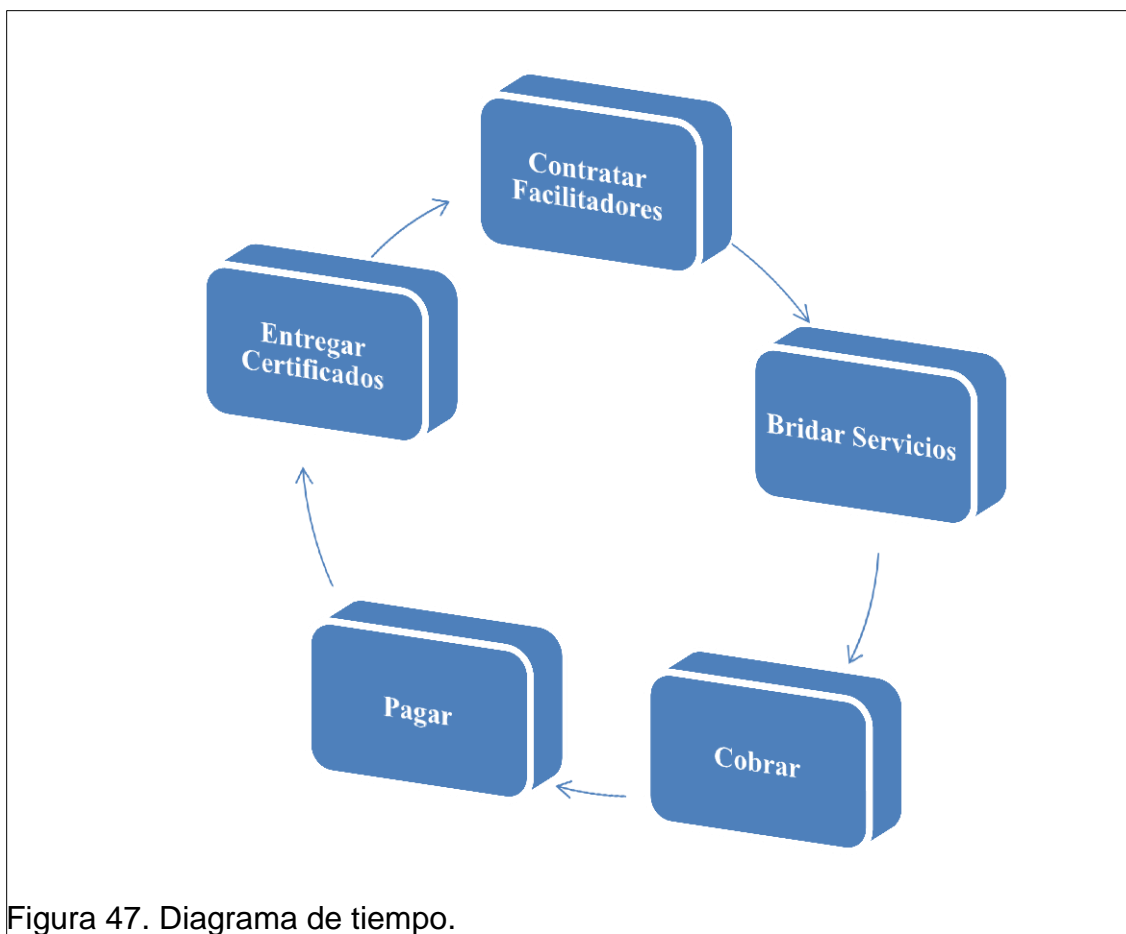 Contratar
Facilitadores
Bridar Servicios
Cobrar
Pagar
Entregar
Certificados
Figura 47. Diagrama de tiempo.